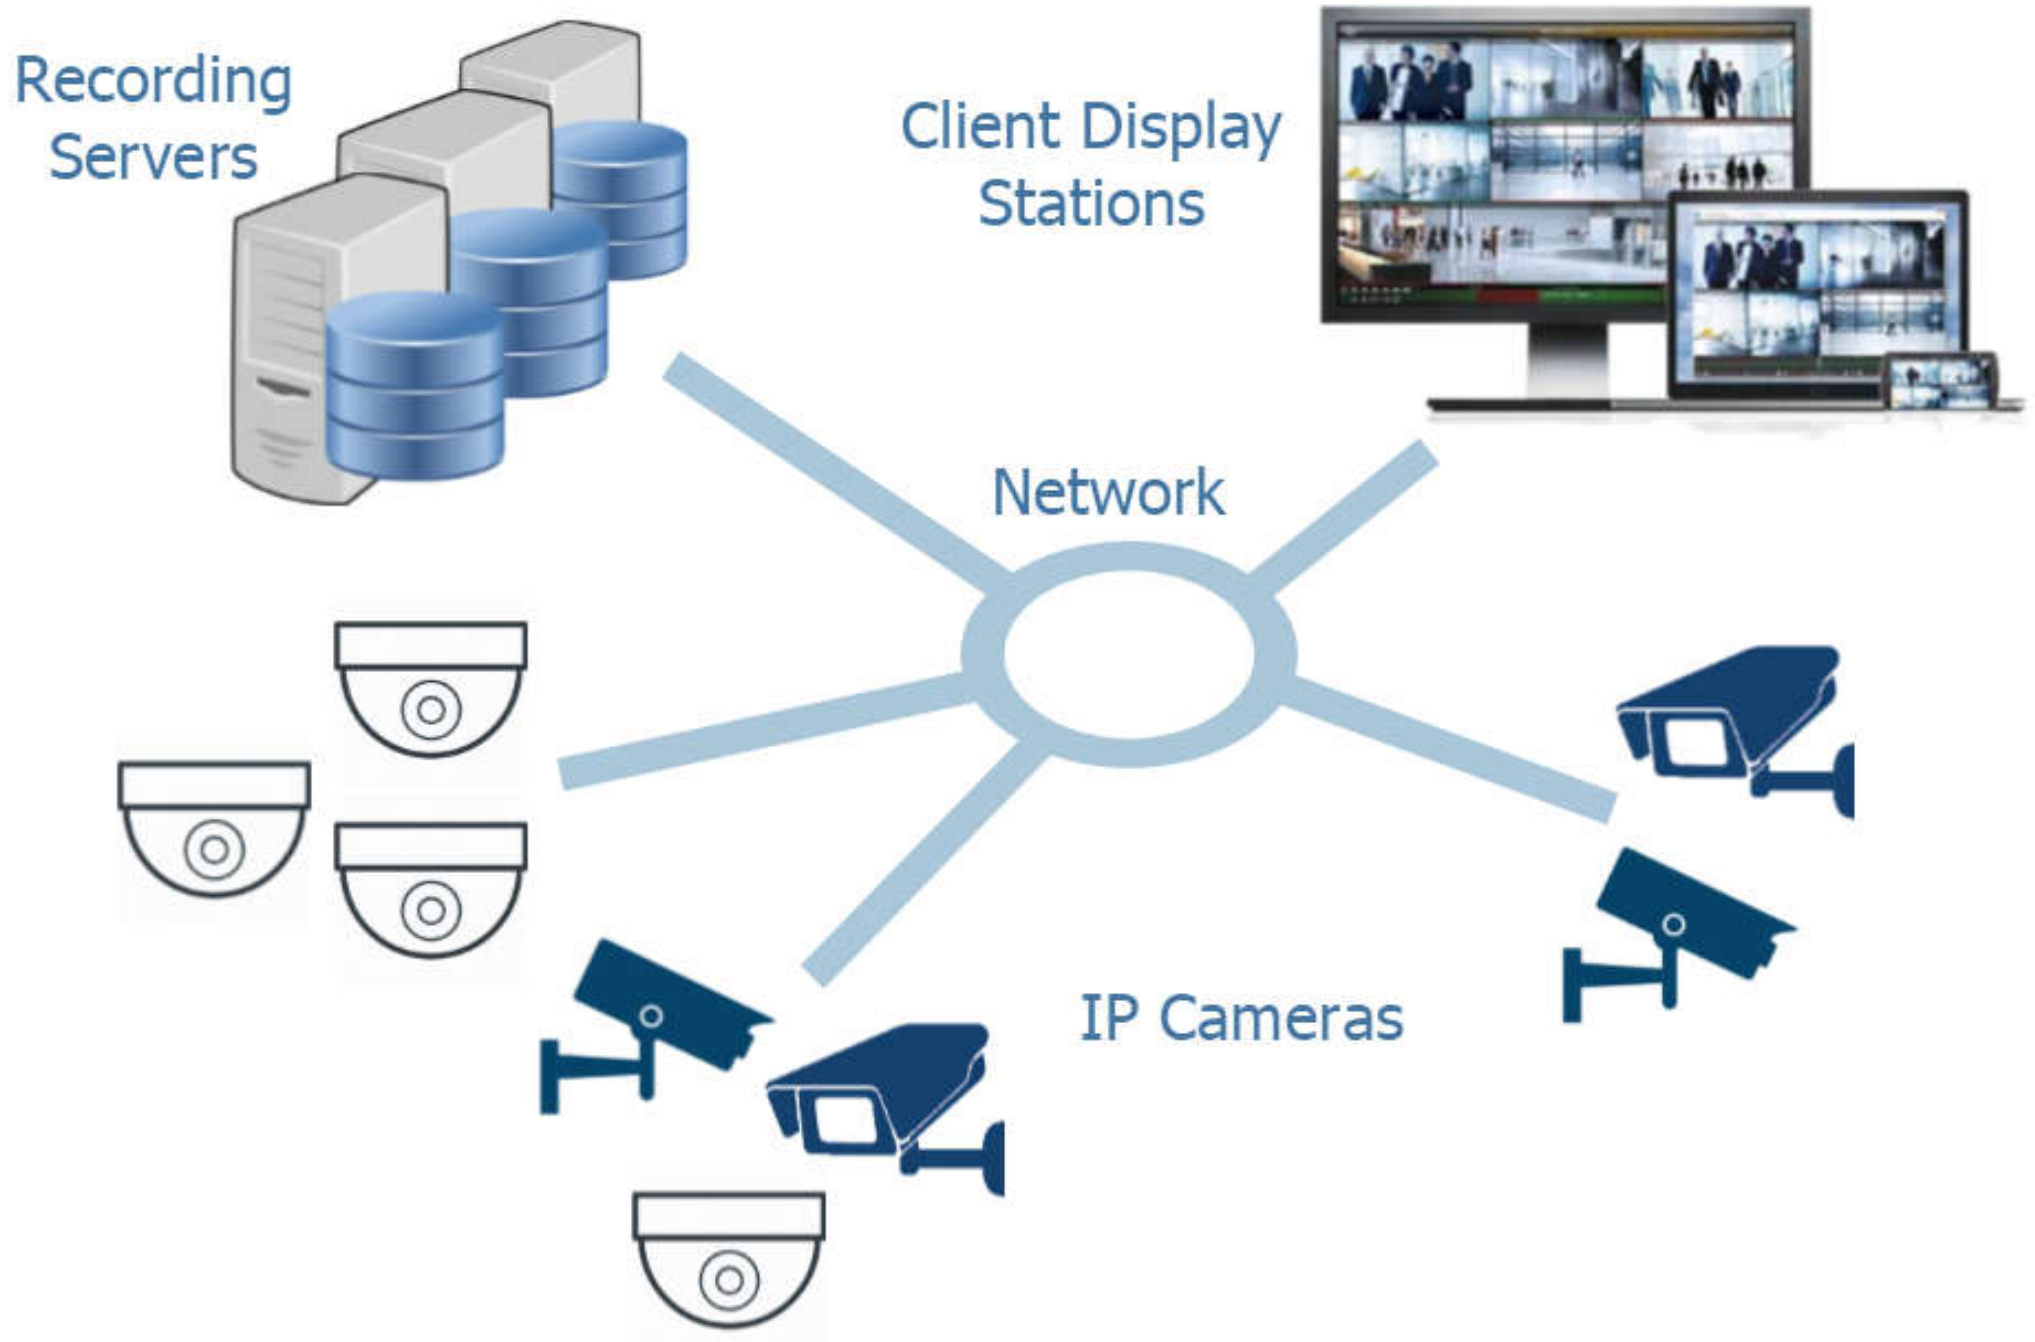 Recording
Servers
Client Display
Stations
Network
IP Cameras